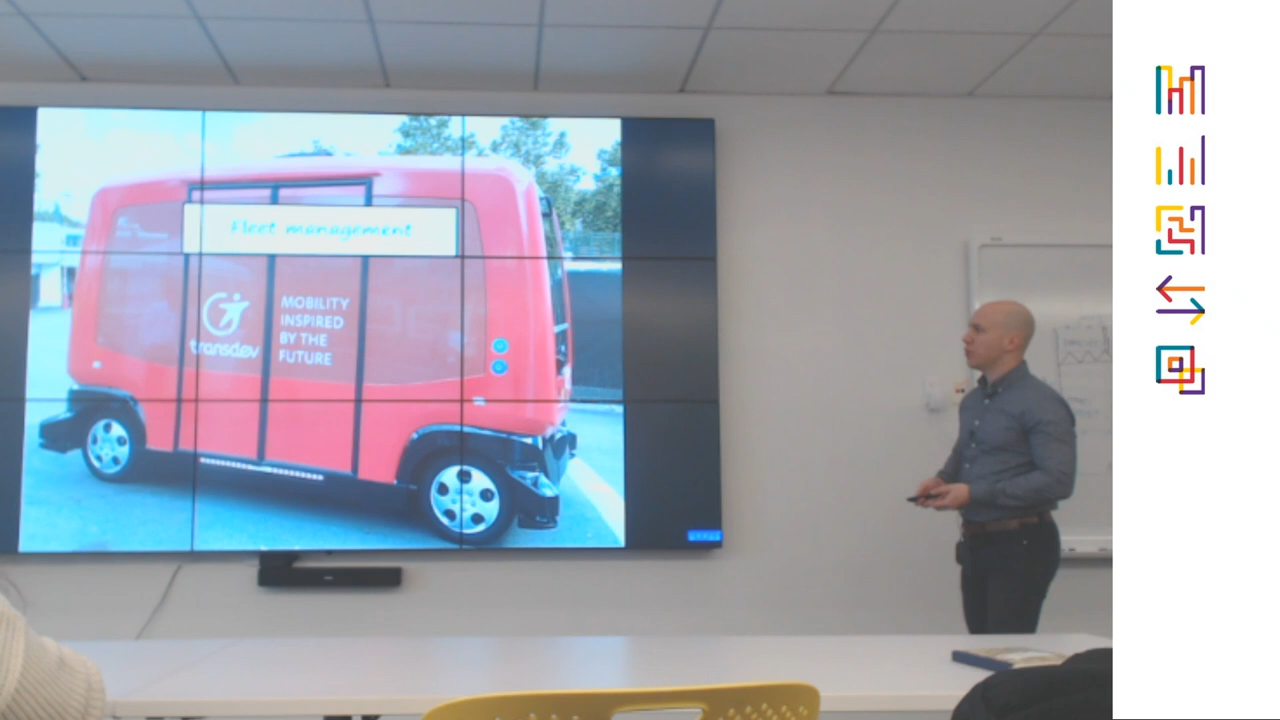 Fleet management
transdev
MOBILITY
INSPIRED
BY THE
FUTURE